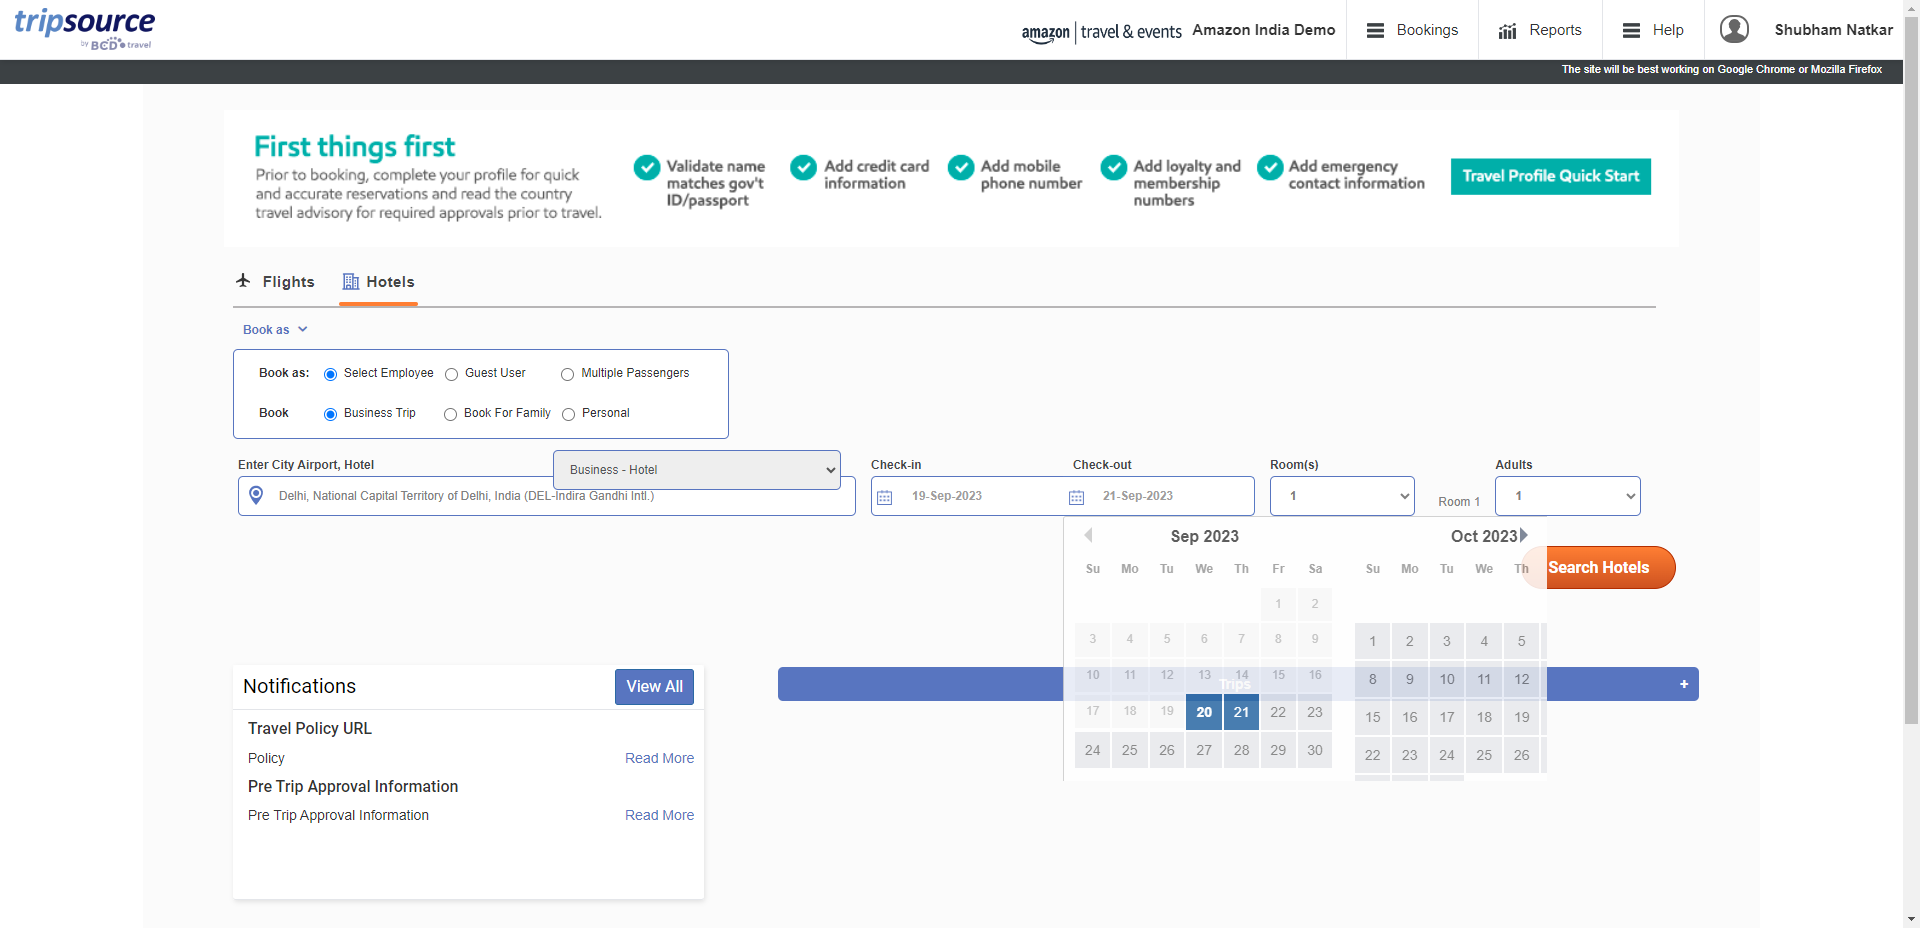 tripsource
by BCD travel
amazon | travel & events Amazon India Demo
Bookings
Reports
Help
Shubham Natkar
The site will be best working on Google Chrome or Mozilla Firefox
First things first
Prior to booking, complete your profile for quick
and accurate reservations and read the country
travel advisory for required approvals prior to travel.
Validate name
matches gov't
ID/passport
Add credit card
information
Add mobile
phone number
Add loyalty and
membership
numbers
Add emergency
contact information
Travel Profile Quick Start
Flights
Hotels
Book as
Book as: Select Employee Guest User Multiple Passengers
Book Business Trip Book For Family Personal
Enter City Airport, Hotel
Business - Hotel
Delhi, National Capital Territory of Delhi, India (DEL-Indira Gandhi Intl.)
Check-in
19-Sep-2023
Check-out
21-Sep-2023
Room(s)
1
Room 1
Adults
1
Sep 2023
Su Mo Tu We Th Fr Sa
1 2
3 4 5 6 7 8 9
10 11 12 13 14 15 16
17 18 19 20 21 22 23
24 25 26 27 28 29 30
Oct 2023
Su Mo Tu We Th
1 2 3 4 5
8 9 10 11 12
15 16 17 18 19
22 23 24 25 26
Search Hotels
Trips
+
Notifications
View All
Travel Policy URL
Policy Read More
Pre Trip Approval Information
Pre Trip Approval Information Read More